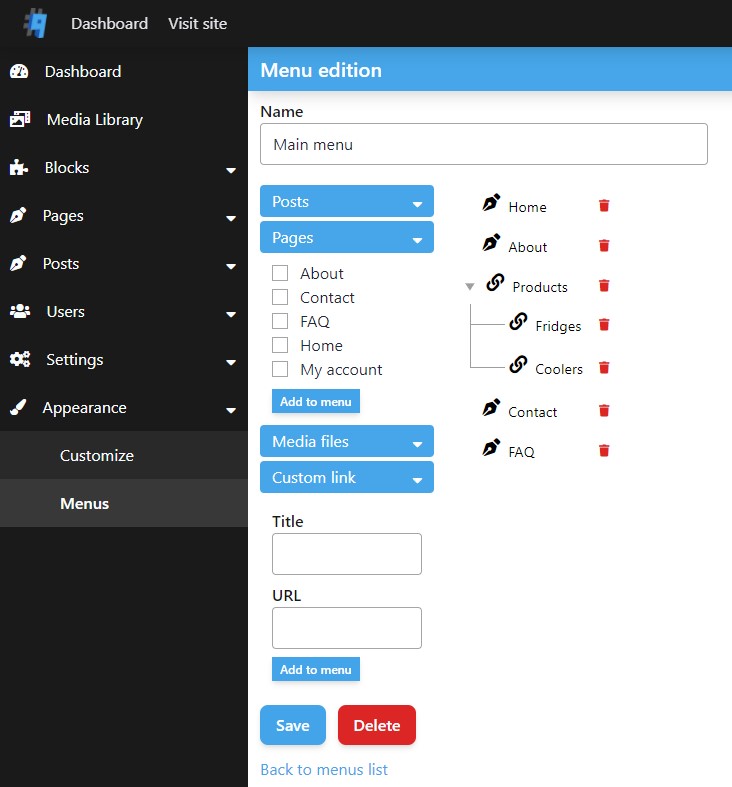 Dashboard Visit site
Dashboard
Media Library
Blocks
Pages
Posts
Users
Settings
Appearance
Customize
Menus
Menu edition
Name
Main menu
Posts
Pages
About
Contact
FAQ
Home
My account
Add to menu
Media files
Custom link
Title
URL
Add to menu
Save Delete
Back to menus list
Home
About
Products
Fridges
Coolers
Contact
FAQ